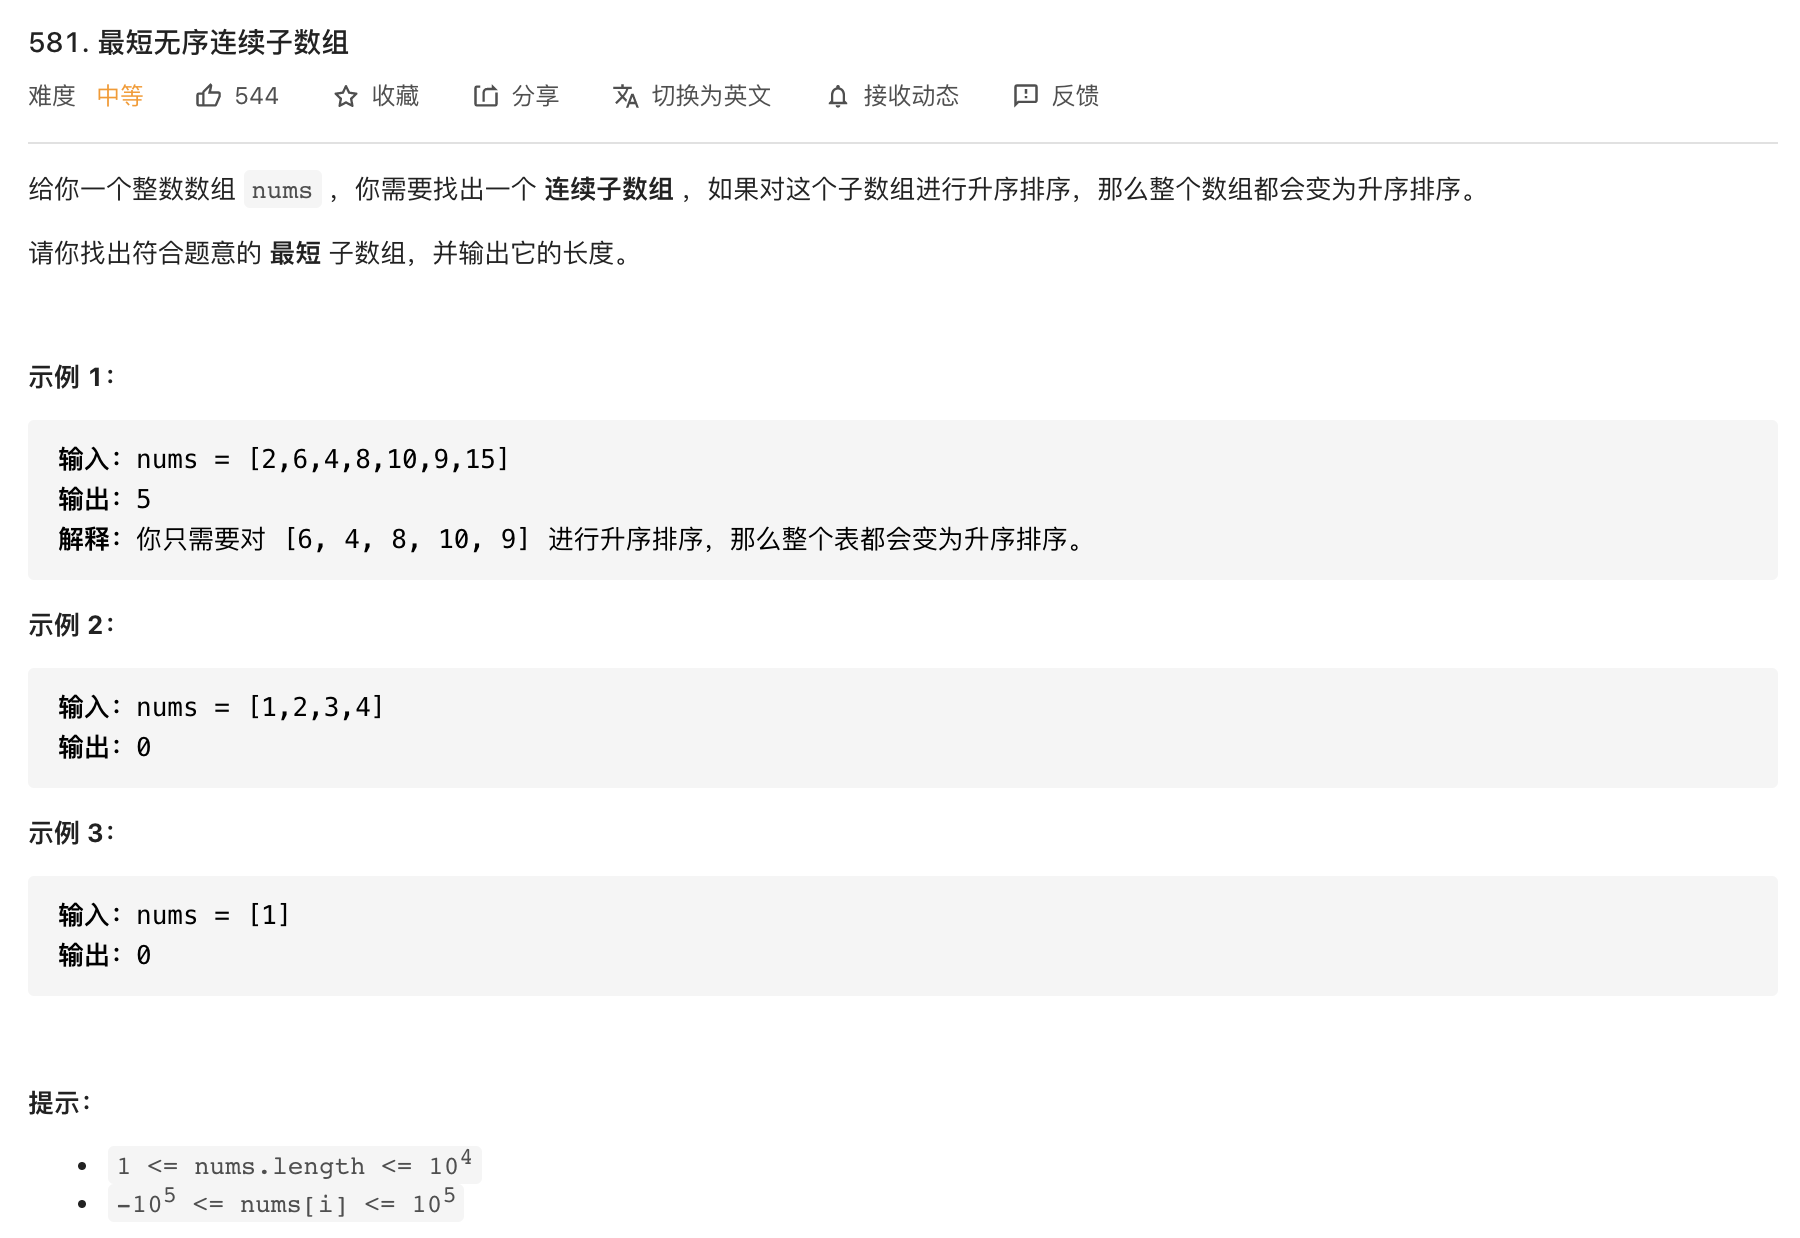 581. 最短无序连续子数组
难度 中等 544 收藏 分享 切换为英文 接收动态 反馈
给你一个整数数组 nums ，你需要找出一个 连续子数组 ，如果对这个子数组进行升序排序，那么整个数组都会变为升序排序。
请你找出符合题意的 最短 子数组，并输出它的长度。
示例 1：
输入：nums = [2,6,4,8,10,9,15]
输出：5
解释：你只需要对 [6, 4, 8, 10, 9] 进行升序排序，那么整个表都会变为升序排序。
示例 2：
输入：nums = [1,2,3,4]
输出：0
示例 3：
输入：nums = [1]
输出：0
提示：
• 1 <= nums.length <= 10⁴
• -10⁵ <= nums[i] <= 10⁵